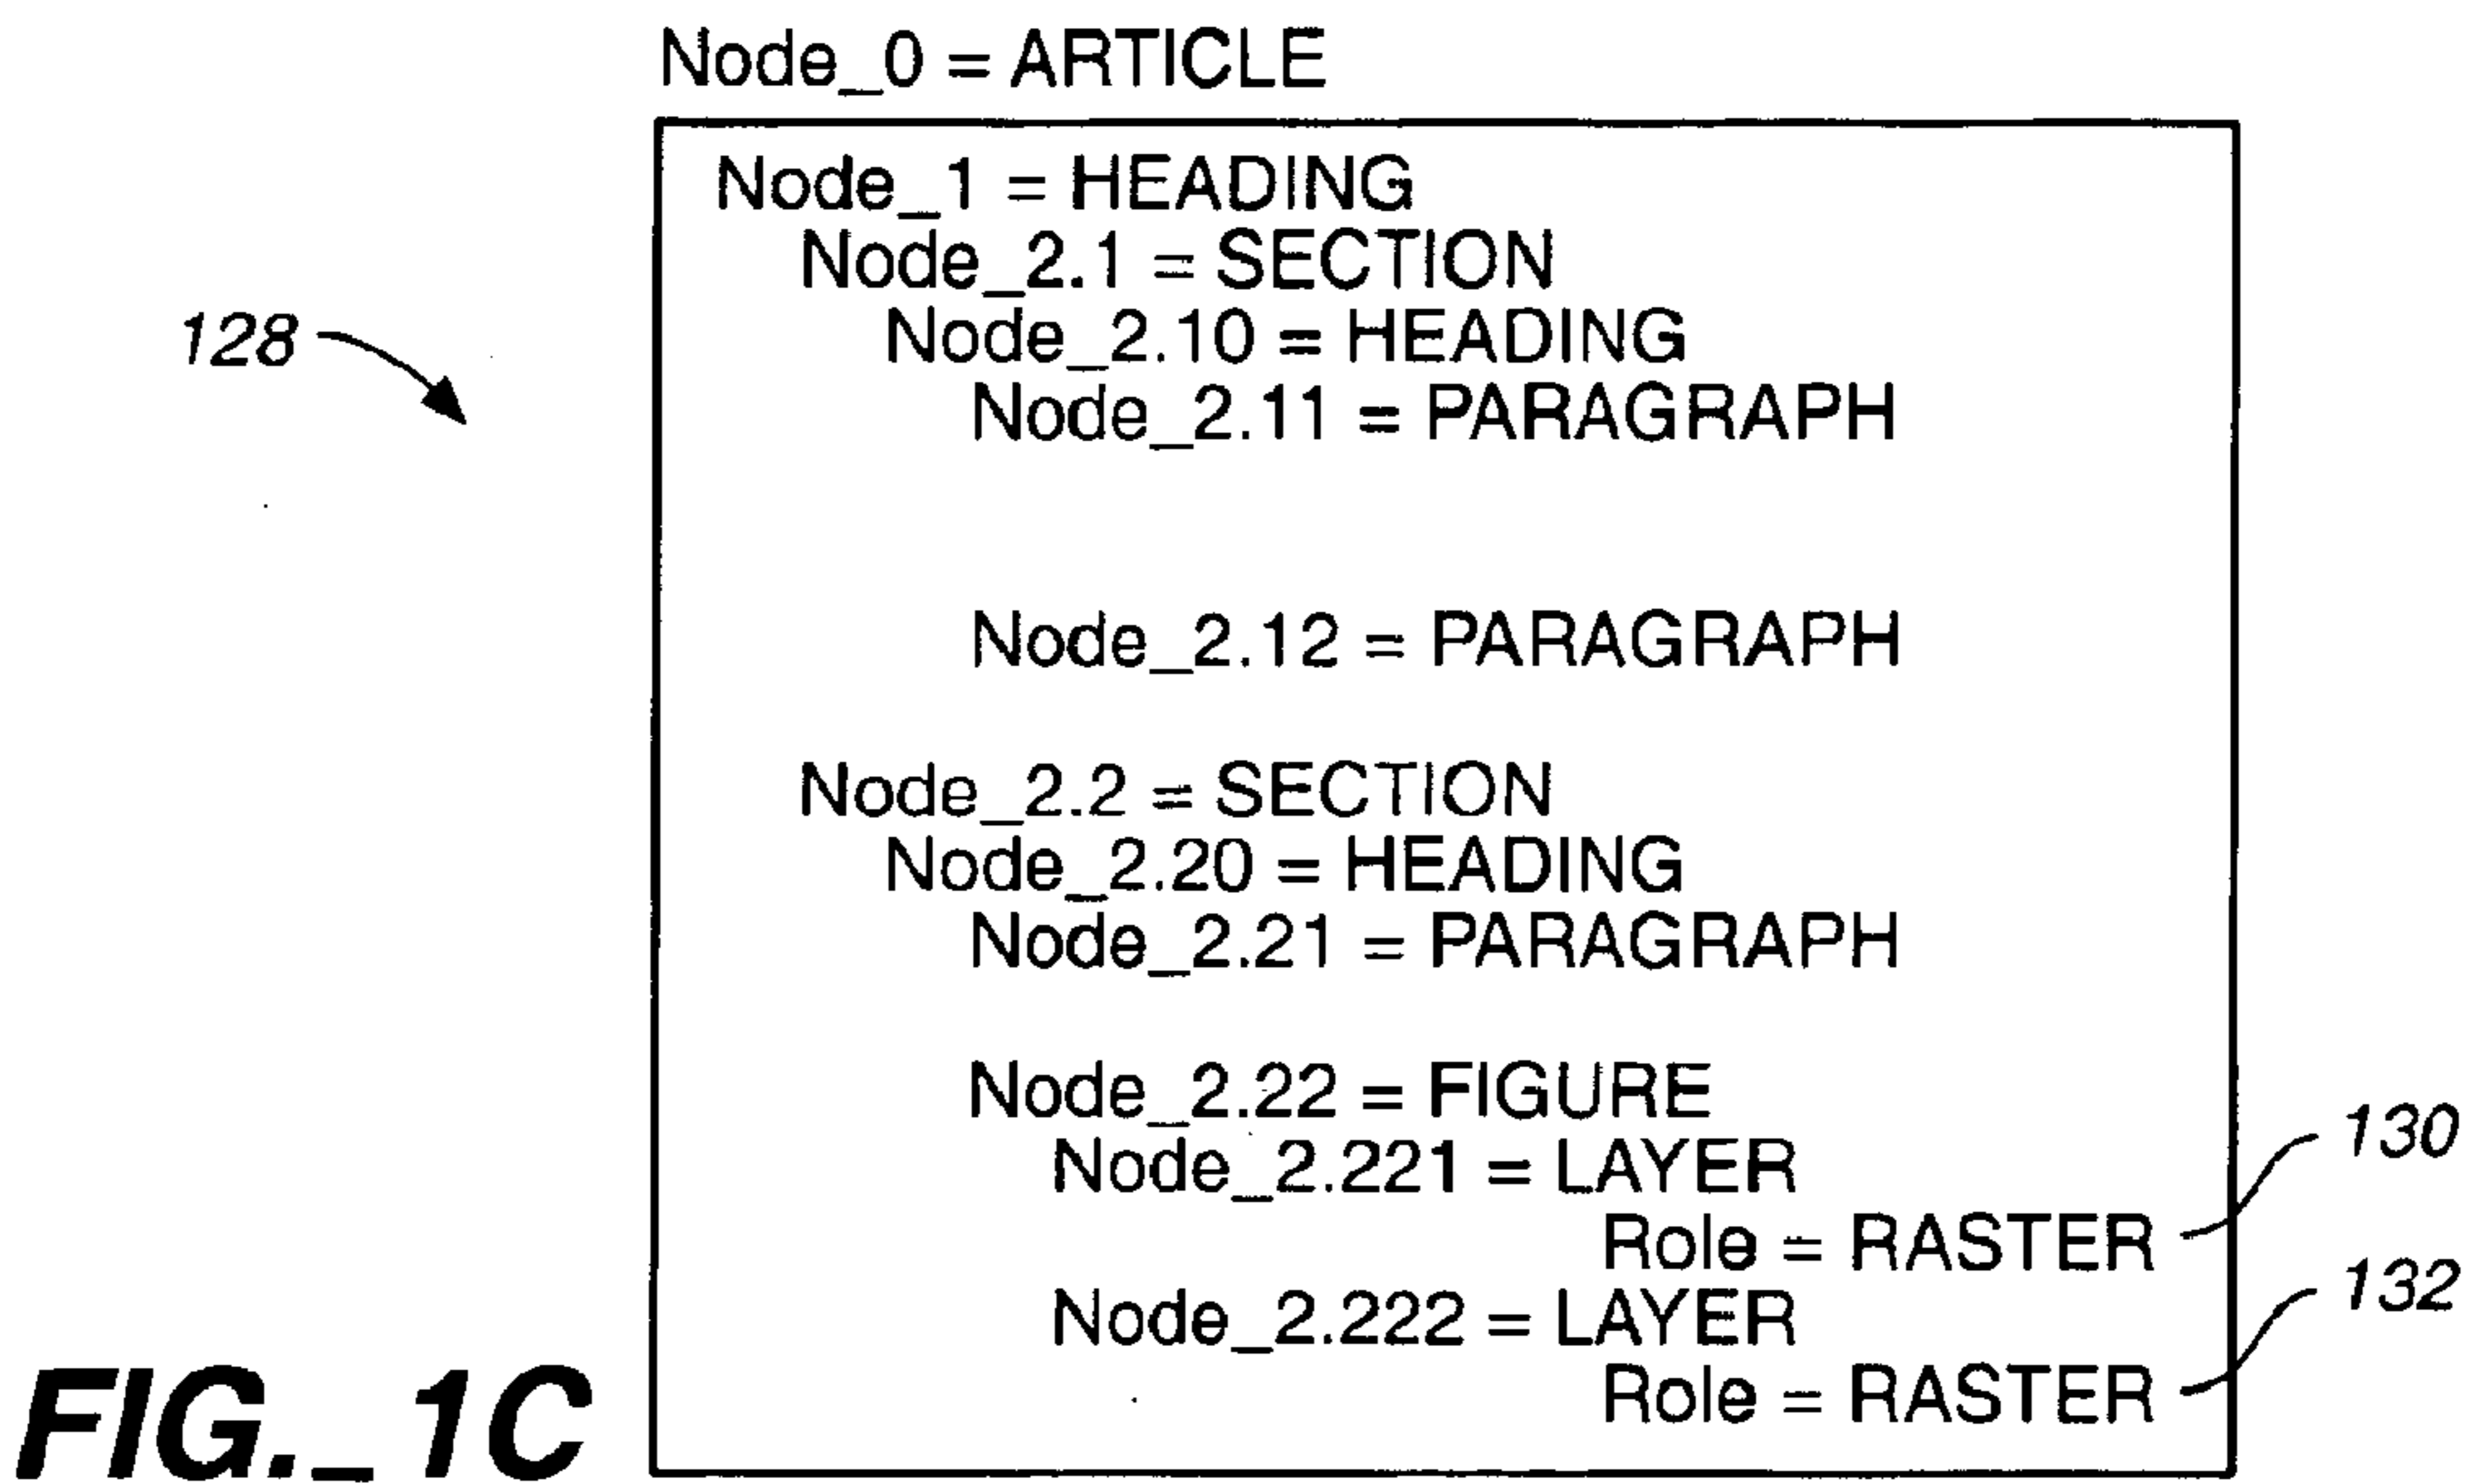 Node_0 = ARTICLE
Node_1 = HEADING
Node_2.1 = SECTION
Node_2.10 = HEADING
128
Node_2.11 = PARAGRAPH
Node_2.12 = PARAGRAPH
Node_2.2 = SECTION
Node_2.20 = HEADING
Node_2.21 = PARAGRAPH
Node_2.22 = FIGURE
130
Node_2.221 = LAYER
Role = RASTER
132
Node_2.222 = LAYER
Role = RASTER
FIG._1C